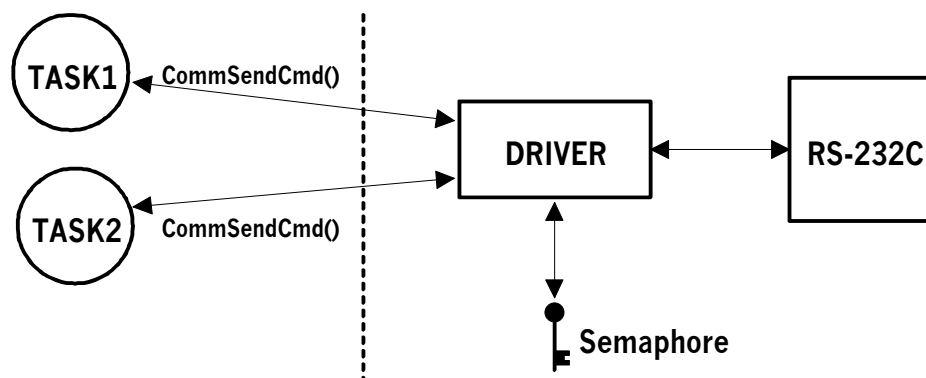 TASK1
CommSendCmd()
DRIVER
RS-232C
TASK2
CommSendCmd()
Semaphore